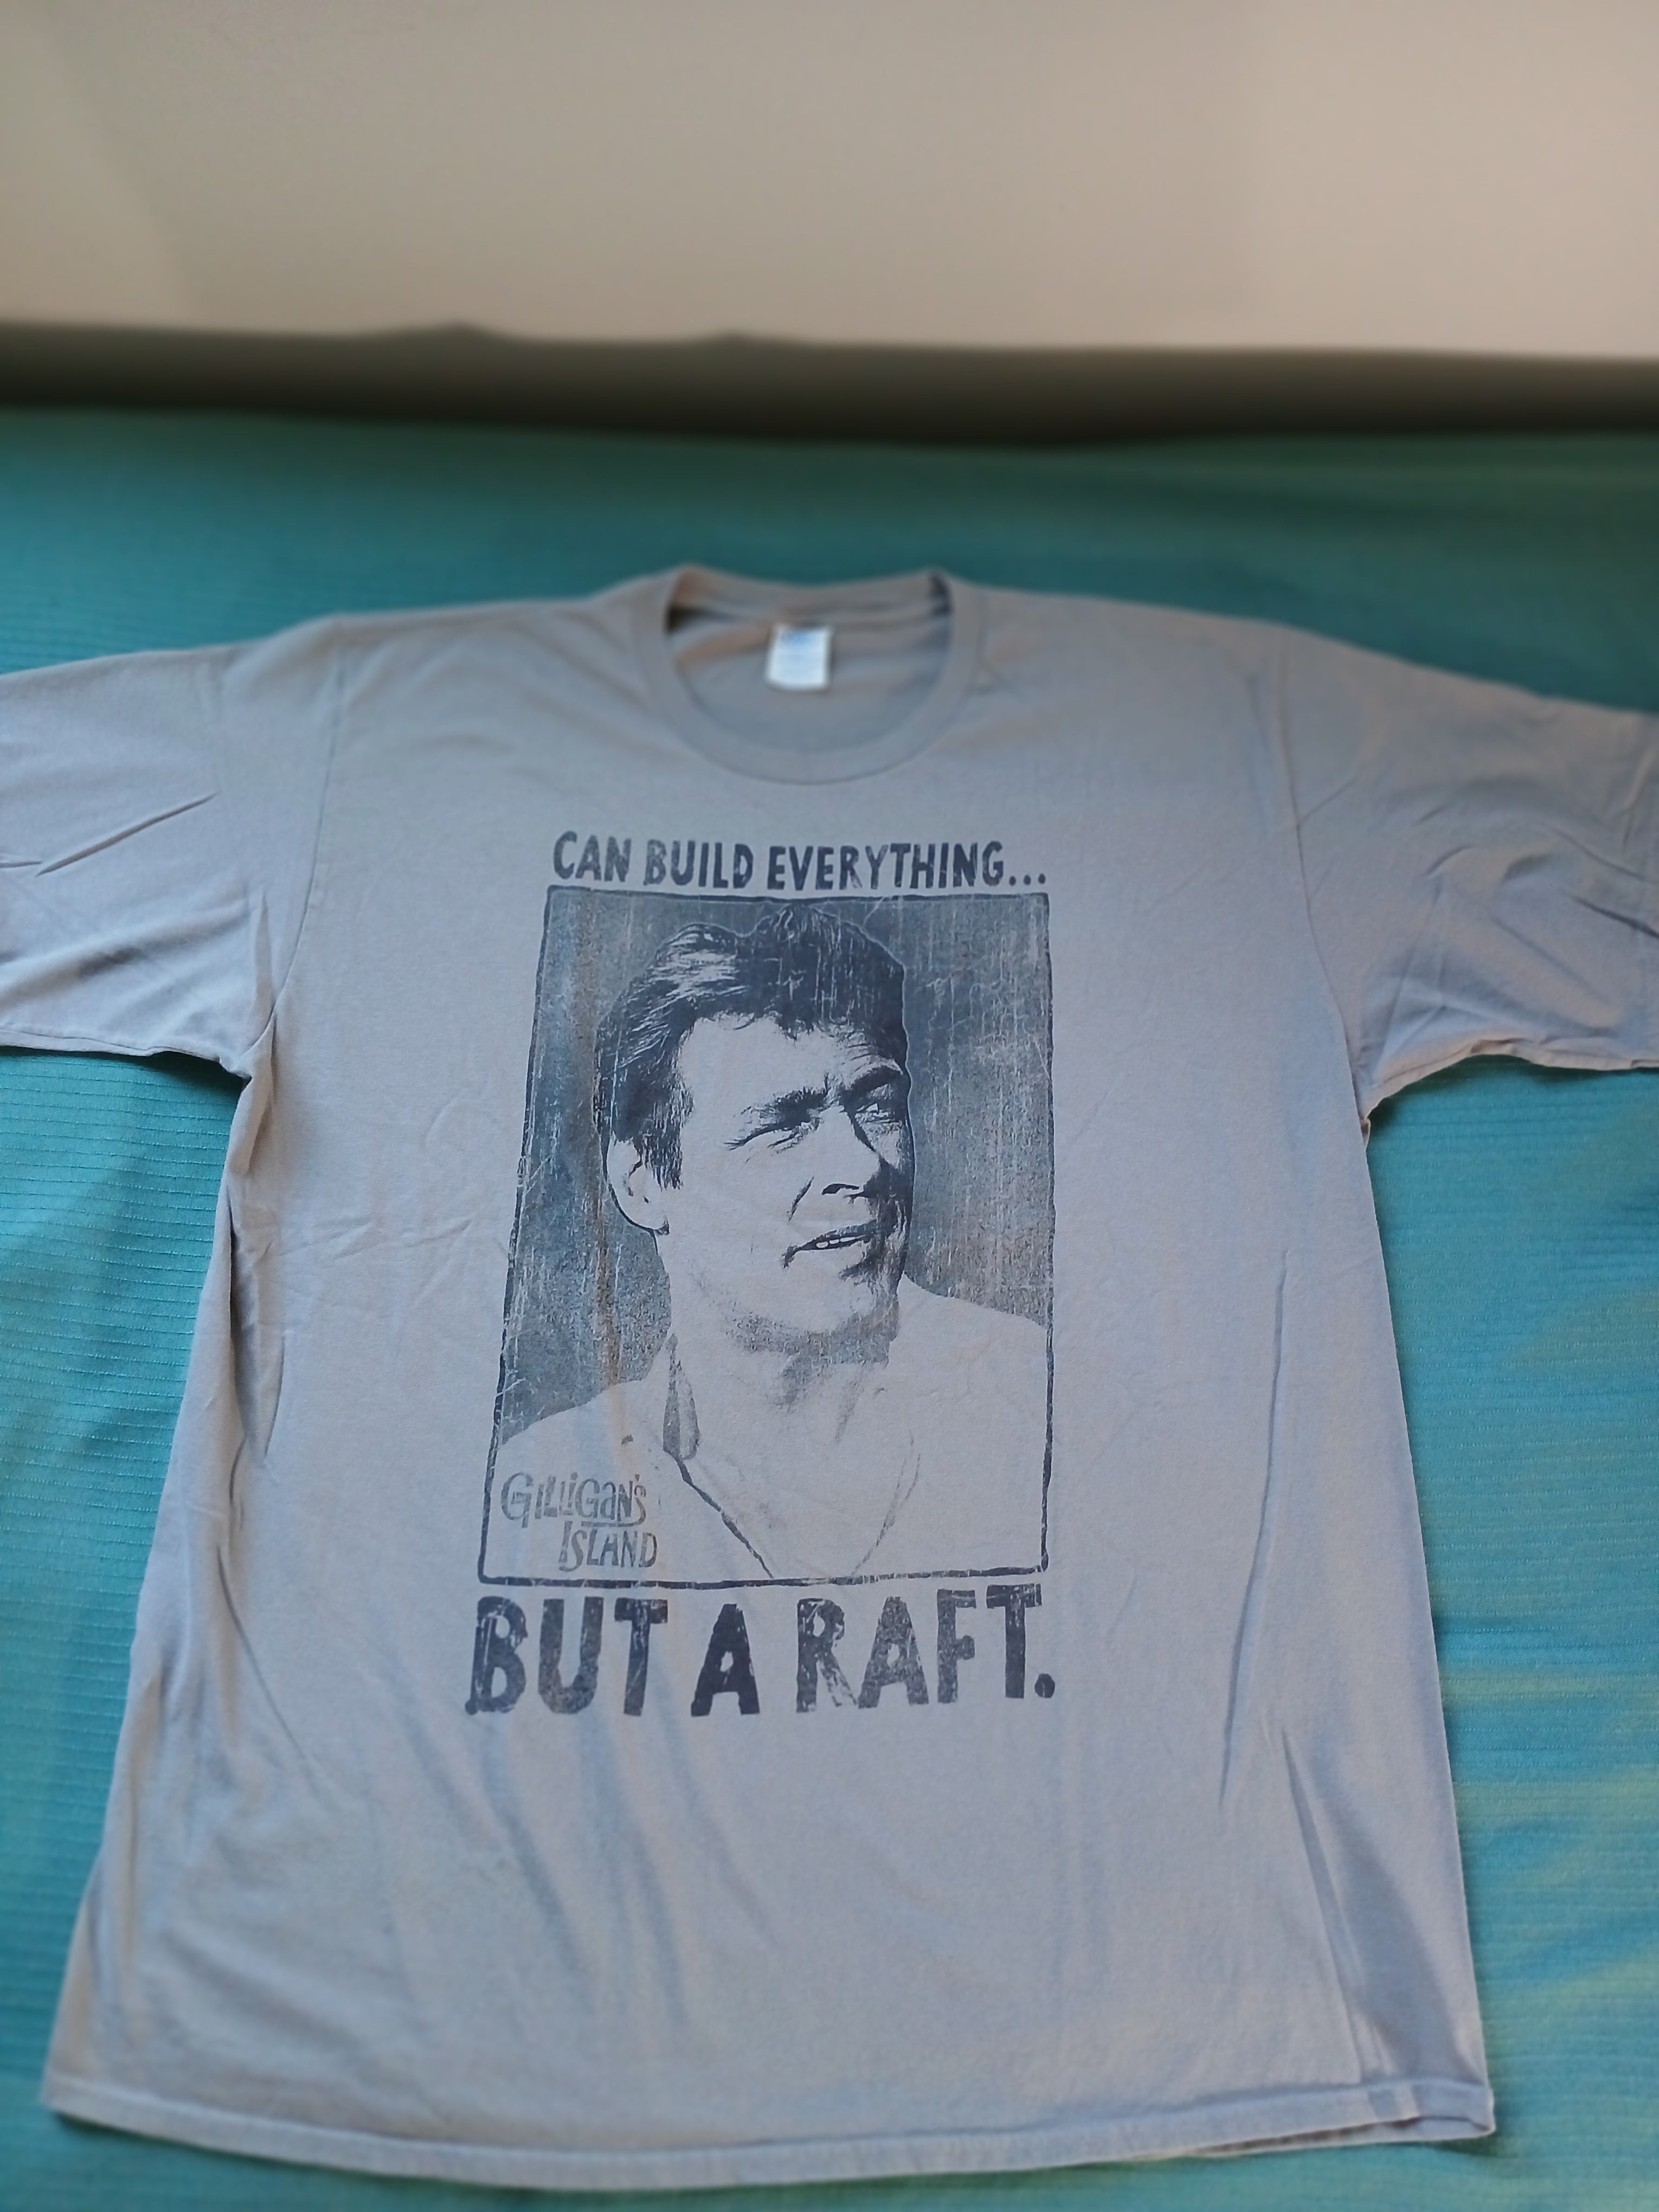 CAN BUILD EVERYTHING...
GILLIGAN'S
ISLAND
BUT A RAFT.